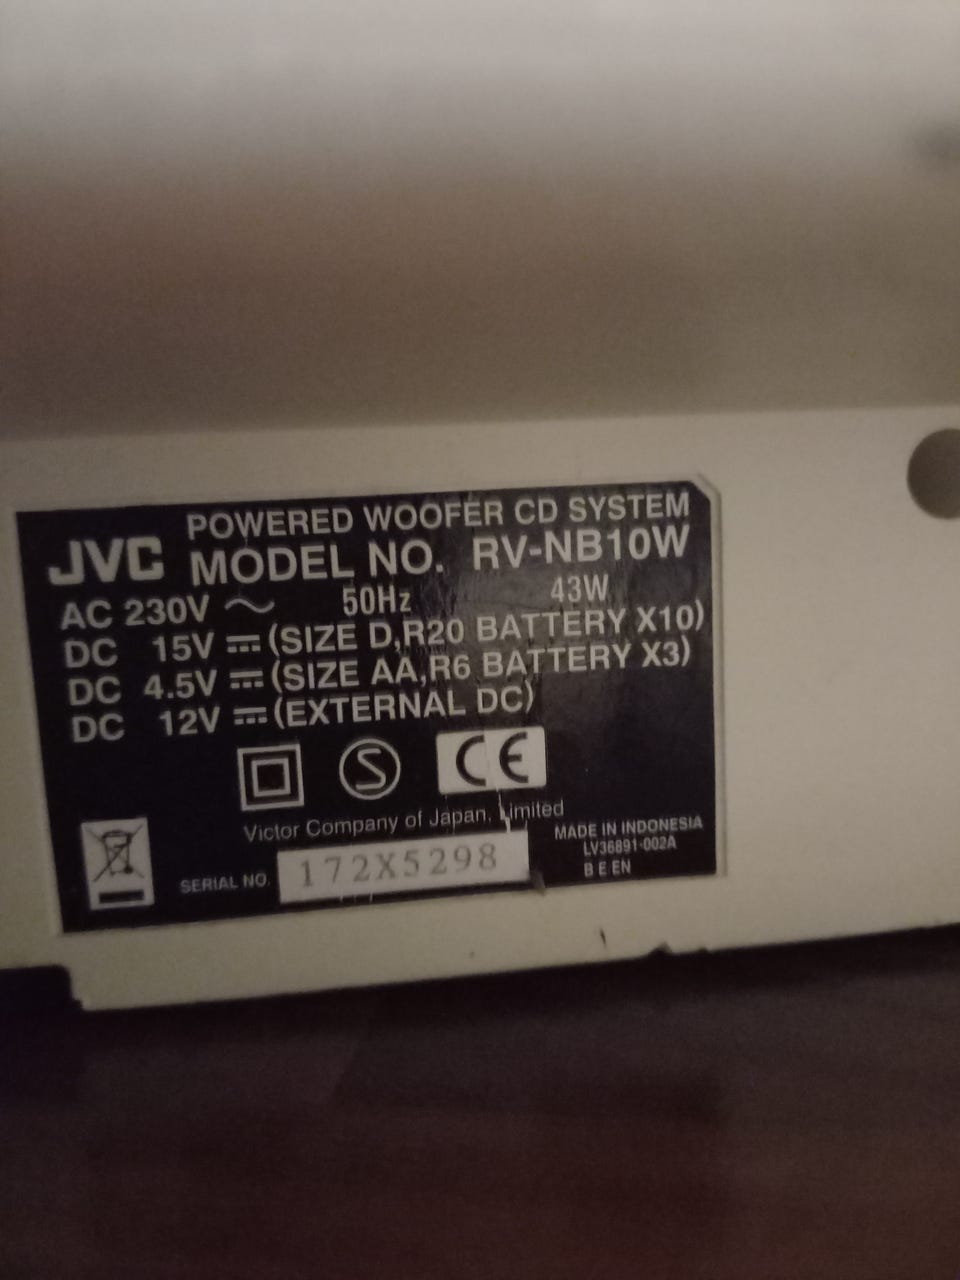 POWERED WOOFER CD SYSTEM
JVC MODEL NO. RV-NB10W
AC 230V ~ 50Hz 43W
DC 15V ⎓ (SIZE D,R20 BATTERY X10)
DC 4.5V ⎓ (SIZE AA,R6 BATTERY X3)
DC 12V ⎓ (EXTERNAL DC)
S CE
Victor Company of Japan, Limited
SERIAL NO. 172X5298
MADE IN INDONESIA
LV36891-002A
B E EN